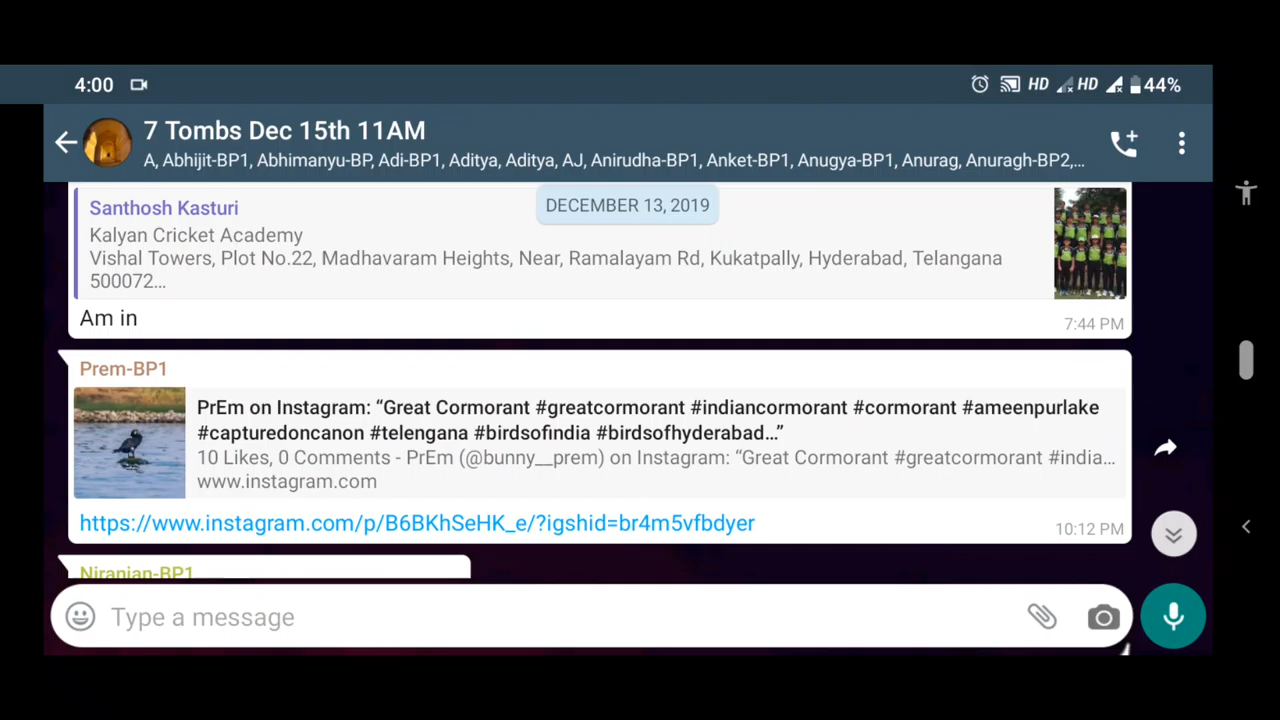 4:00 HD HD 44%
7 Tombs Dec 15th 11AM
A, Abhijit-BP1, Abhimanyu-BP, Adi-BP1, Aditya, Aditya, AJ, Anirudha-BP1, Anket-BP1, Anugya-BP1, Anurag, Anuragh-BP2,...
DECEMBER 13, 2019
Santhosh Kasturi
Kalyan Cricket Academy
Vishal Towers, Plot No.22, Madhavaram Heights, Near, Ramalayam Rd, Kukatpally, Hyderabad, Telangana
500072...
Am in
7:44 PM
Prem-BP1
PrEm on Instagram: “Great Cormorant #greatcormorant #indiancormorant #cormorant #ameenpurlake
#capturedoncanon #telengana #birdsofindia #birdsofhyderabad...”
10 Likes, 0 Comments - PrEm (@bunny__prem) on Instagram: “Great Cormorant #greatcormorant #india...
www.instagram.com
https://www.instagram.com/p/B6BKhSeHK_e/?igshid=br4m5vfbdyer
10:12 PM
Niranjan-BP1
Type a message